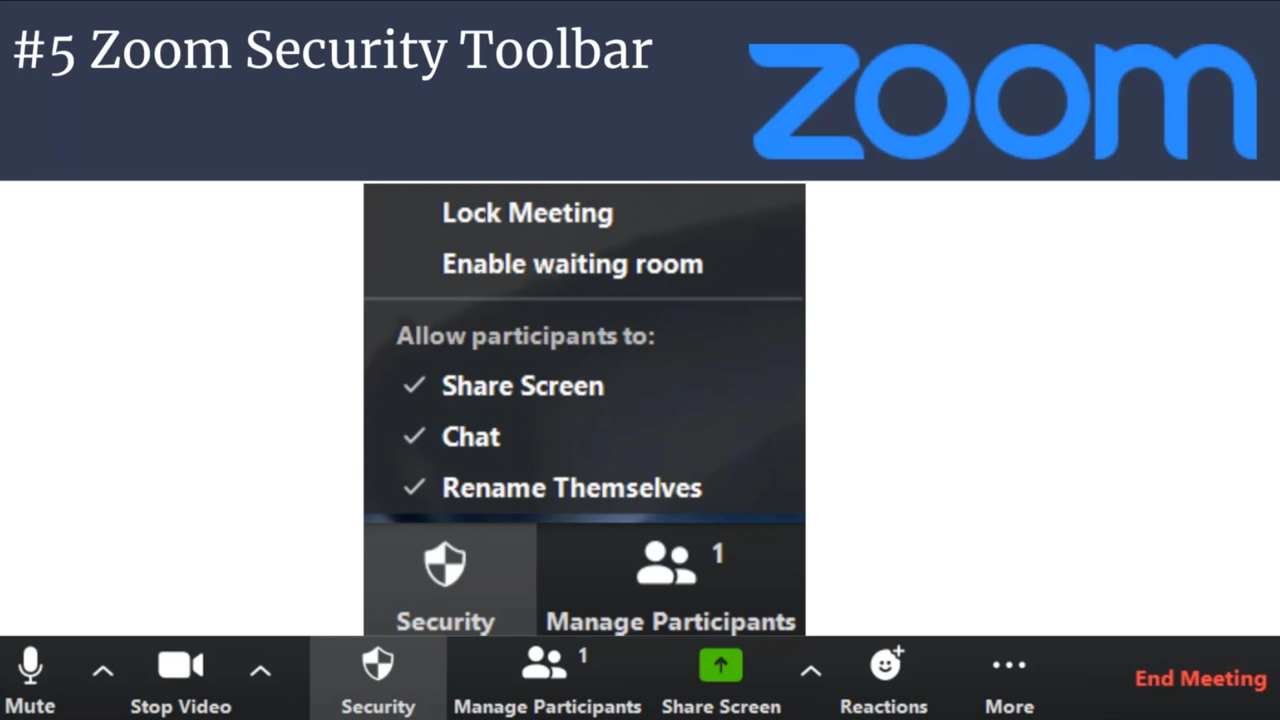 #5 Zoom Security Toolbar
zoom
Lock Meeting
Enable waiting room
Allow participants to:
Share Screen
Chat
Rename Themselves
1
Security Manage Participants
1
Mute Stop Video Security Manage Participants Share Screen Reactions More End Meeting